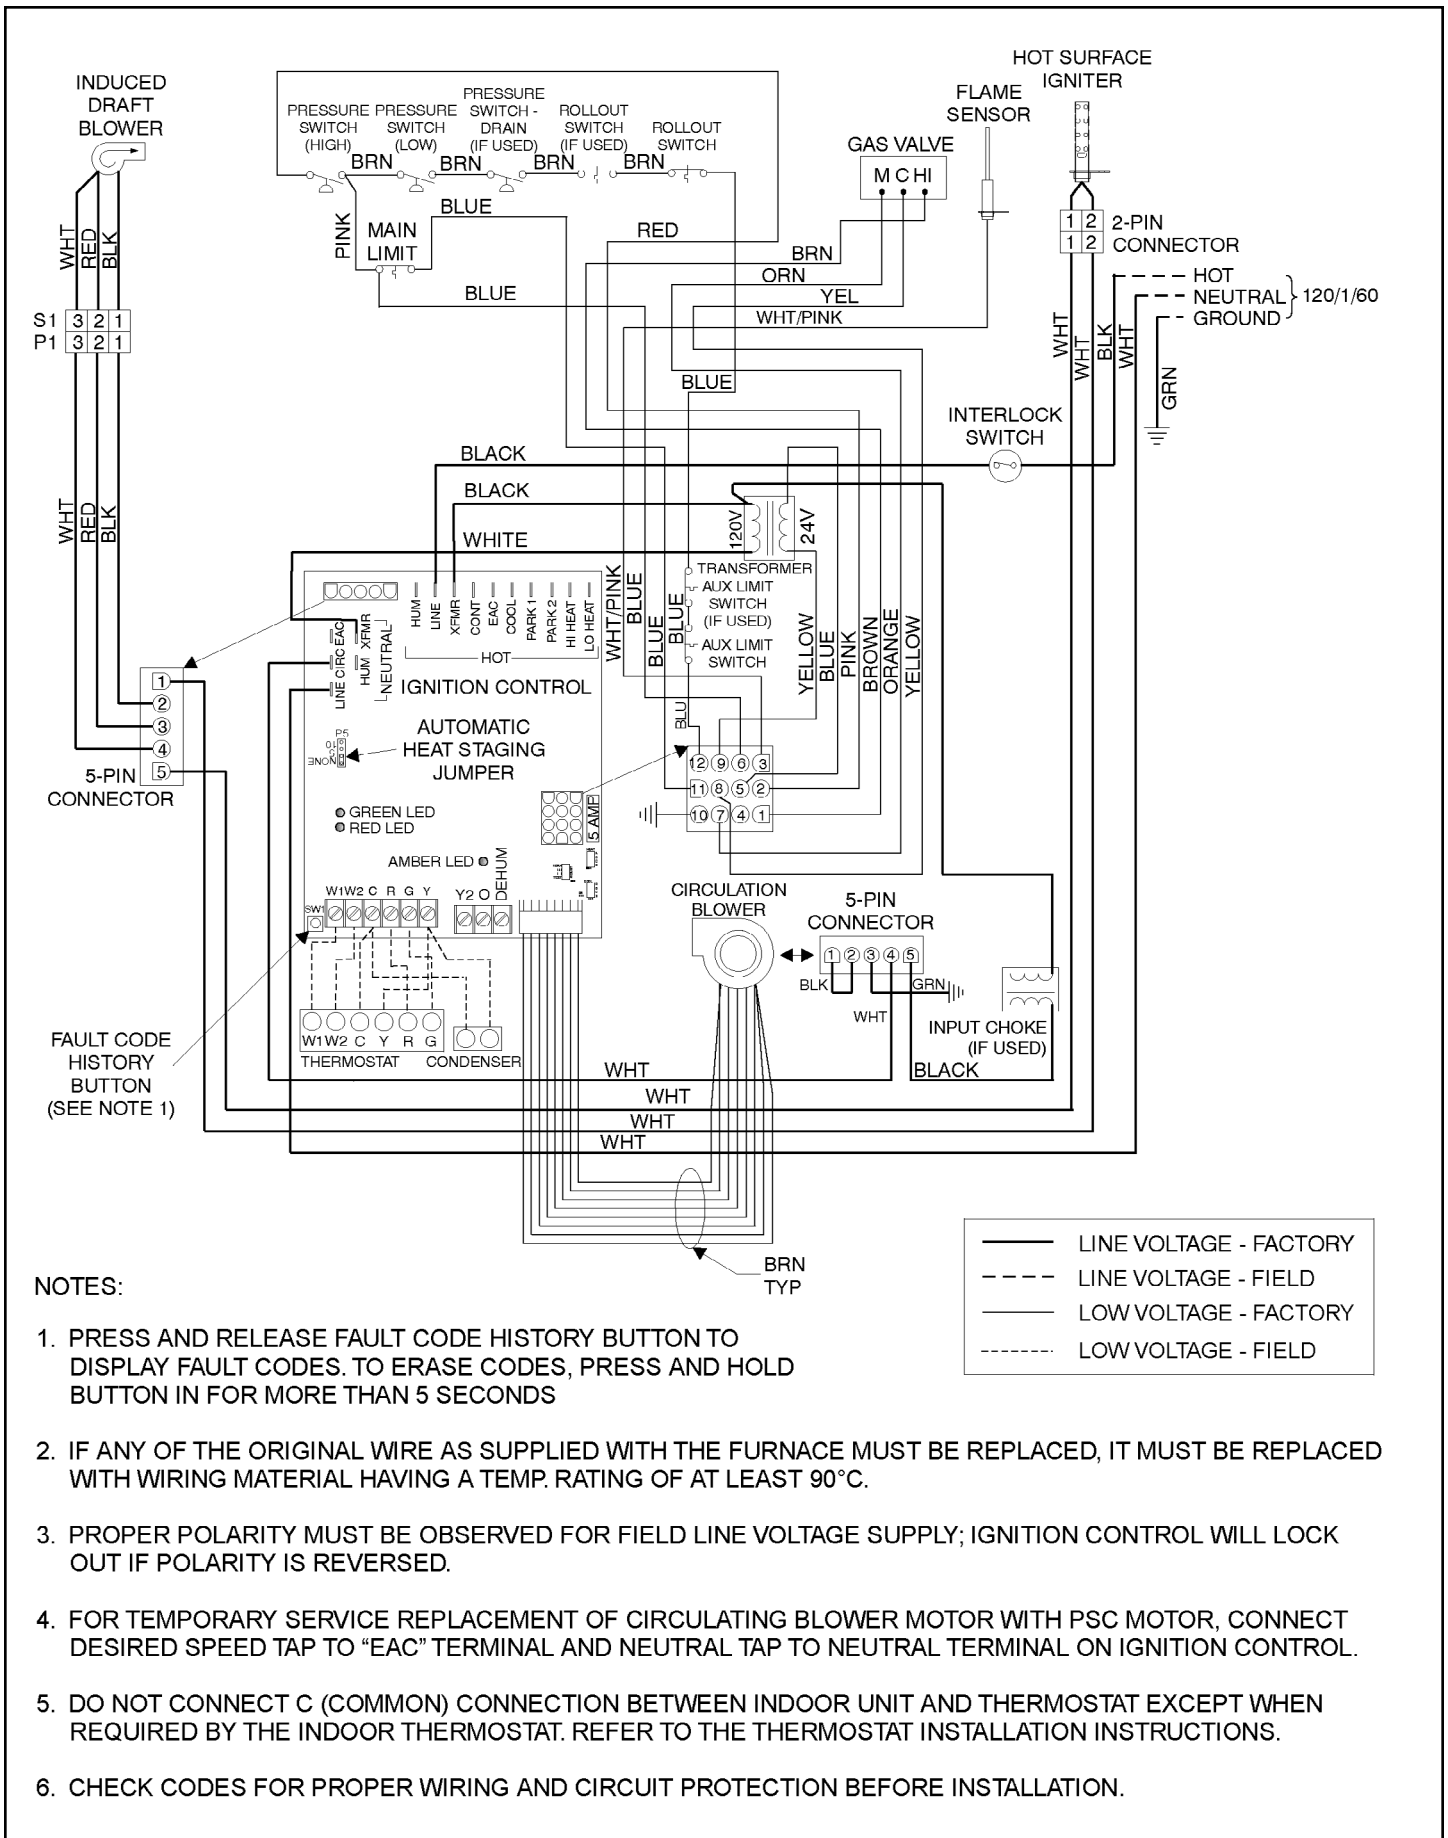 INDUCED
DRAFT
BLOWER
PRESSURE
SWITCH
(HIGH)
PRESSURE
SWITCH
(LOW)
PRESSURE
SWITCH -
DRAIN
(IF USED)
ROLLOUT
SWITCH
(IF USED)
ROLLOUT
SWITCH
BRN
BRN
BRN
BRN
GAS VALVE
M C HI
FLAME
SENSOR
HOT SURFACE
IGNITER
1 2
1 2
2-PIN
CONNECTOR
HOT
NEUTRAL
GROUND
120/1/60
WHT
RED
BLK
S1 3 2 1
P1 3 2 1
PINK
MAIN
LIMIT
BLUE
BLUE
RED
BRN
ORN
YEL
WHT/PINK
BLUE
WHT
WHT
BLK
WHT
GRN
INTERLOCK
SWITCH
BLACK
BLACK
WHITE
WHT
RED
BLK
120V
24V
TRANSFORMER
AUX LIMIT
SWITCH
(IF USED)
AUX LIMIT
SWITCH
WHT/PINK
BLUE
BLUE
BLUE
BLU
YELLOW
BLUE
PINK
BROWN
ORANGE
YELLOW
HUM
LINE
XFMR
CONT
EAC
COOL
PARK 1
PARK 2
HI HEAT
LO HEAT
HOT
LINE CIRC EAC
HUM XFMR
NEUTRAL
IGNITION CONTROL
AUTOMATIC
HEAT STAGING
JUMPER
P5
10
5
NONE
1
2
3
4
5
5-PIN
CONNECTOR
GREEN LED
RED LED
AMBER LED
5 AMP
12 9 6 3
11 8 5 2
10 7 4 1
W1 W2 C R G Y
Y2 O DEHUM
SW1
CIRCULATION
BLOWER
5-PIN
CONNECTOR
1 2 3 4 5
BLK
GRN
WHT
INPUT CHOKE
(IF USED)
BLACK
W1 W2 C Y R G
THERMOSTAT
CONDENSER
FAULT CODE
HISTORY
BUTTON
(SEE NOTE 1)
WHT
WHT
WHT
WHT
BRN
TYP
LINE VOLTAGE - FACTORY
LINE VOLTAGE - FIELD
LOW VOLTAGE - FACTORY
LOW VOLTAGE - FIELD
NOTES:
1. PRESS AND RELEASE FAULT CODE HISTORY BUTTON TO
DISPLAY FAULT CODES. TO ERASE CODES, PRESS AND HOLD
BUTTON IN FOR MORE THAN 5 SECONDS
2. IF ANY OF THE ORIGINAL WIRE AS SUPPLIED WITH THE FURNACE MUST BE REPLACED, IT MUST BE REPLACED
WITH WIRING MATERIAL HAVING A TEMP. RATING OF AT LEAST 90°C.
3. PROPER POLARITY MUST BE OBSERVED FOR FIELD LINE VOLTAGE SUPPLY; IGNITION CONTROL WILL LOCK
OUT IF POLARITY IS REVERSED.
4. FOR TEMPORARY SERVICE REPLACEMENT OF CIRCULATING BLOWER MOTOR WITH PSC MOTOR, CONNECT
DESIRED SPEED TAP TO “EAC” TERMINAL AND NEUTRAL TAP TO NEUTRAL TERMINAL ON IGNITION CONTROL.
5. DO NOT CONNECT C (COMMON) CONNECTION BETWEEN INDOOR UNIT AND THERMOSTAT EXCEPT WHEN
REQUIRED BY THE INDOOR THERMOSTAT. REFER TO THE THERMOSTAT INSTALLATION INSTRUCTIONS.
6. CHECK CODES FOR PROPER WIRING AND CIRCUIT PROTECTION BEFORE INSTALLATION.